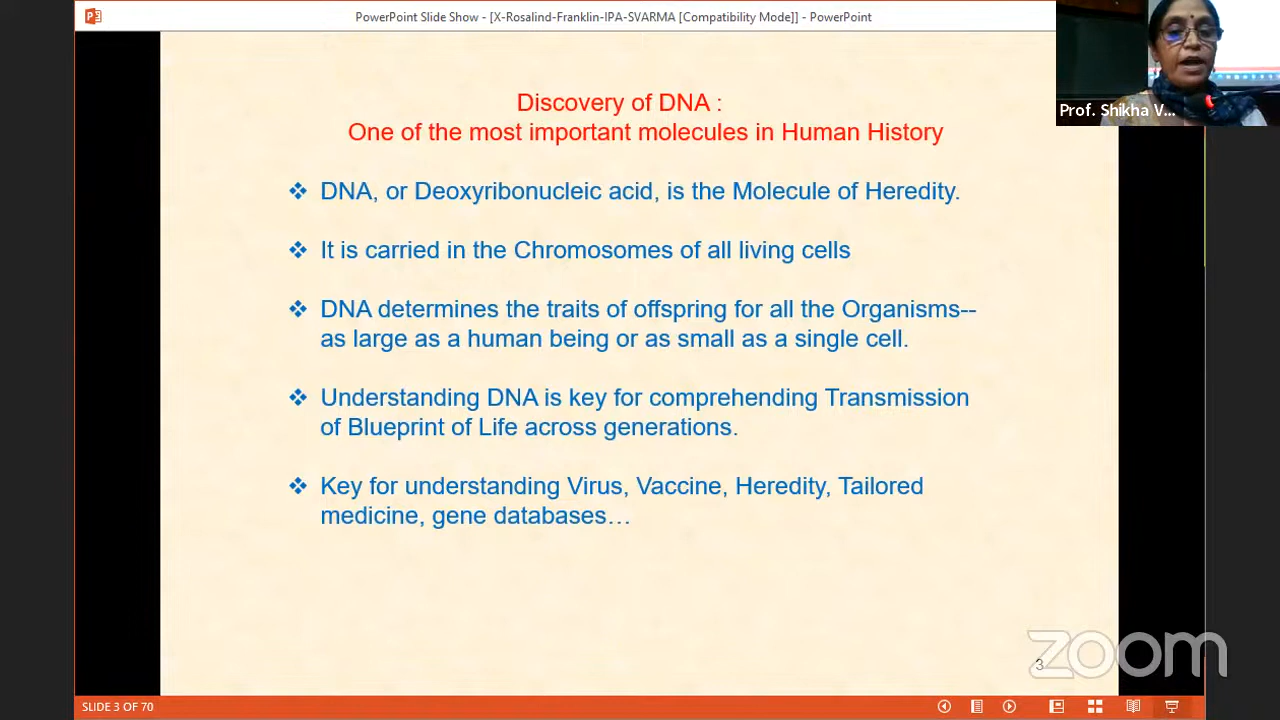 PowerPoint Slide Show - [X-Rosalind-Franklin-IPA-SVARMA [Compatibility Mode]] - PowerPoint
Prof. Shikha V...
Discovery of DNA :
One of the most important molecules in Human History
❖ DNA, or Deoxyribonucleic acid, is the Molecule of Heredity.
❖ It is carried in the Chromosomes of all living cells
❖ DNA determines the traits of offspring for all the Organisms--
as large as a human being or as small as a single cell.
❖ Understanding DNA is key for comprehending Transmission
of Blueprint of Life across generations.
❖ Key for understanding Virus, Vaccine, Heredity, Tailored
medicine, gene databases…
zoom
3
SLIDE 3 OF 70